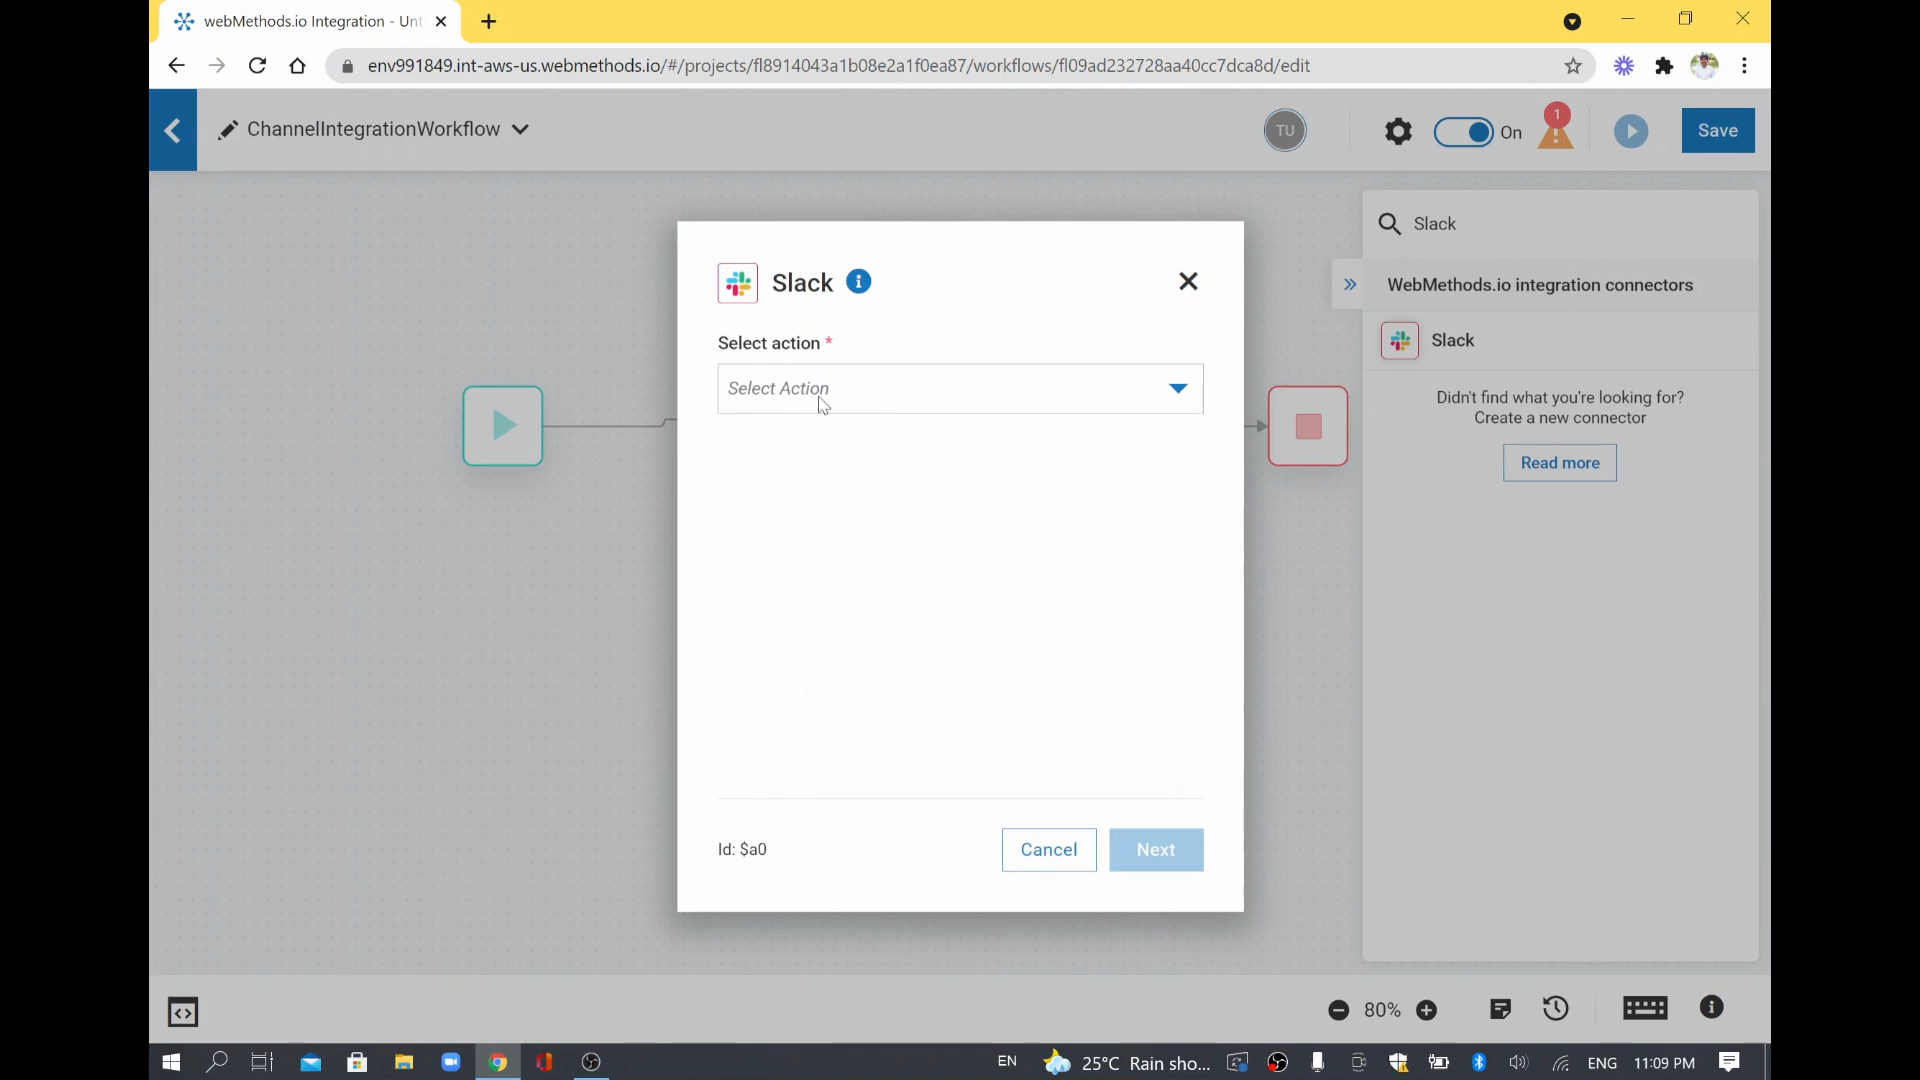 webMethods.io Integration - Unt
env991849.int-aws-us.webmethods.io/#/projects/fl8914043a1b08e2a1f0ea87/workflows/fl09ad232728aa40cc7dca8d/edit
ChannelIntegrationWorkflow
TU
On
1
Save
Slack
WebMethods.io integration connectors
Slack
Didn't find what you're looking for?
Create a new connector
Read more
Slack
Select action *
Select Action
Id: $a0
Cancel
Next
80%
EN
25°C Rain sho...
ENG
11:09 PM